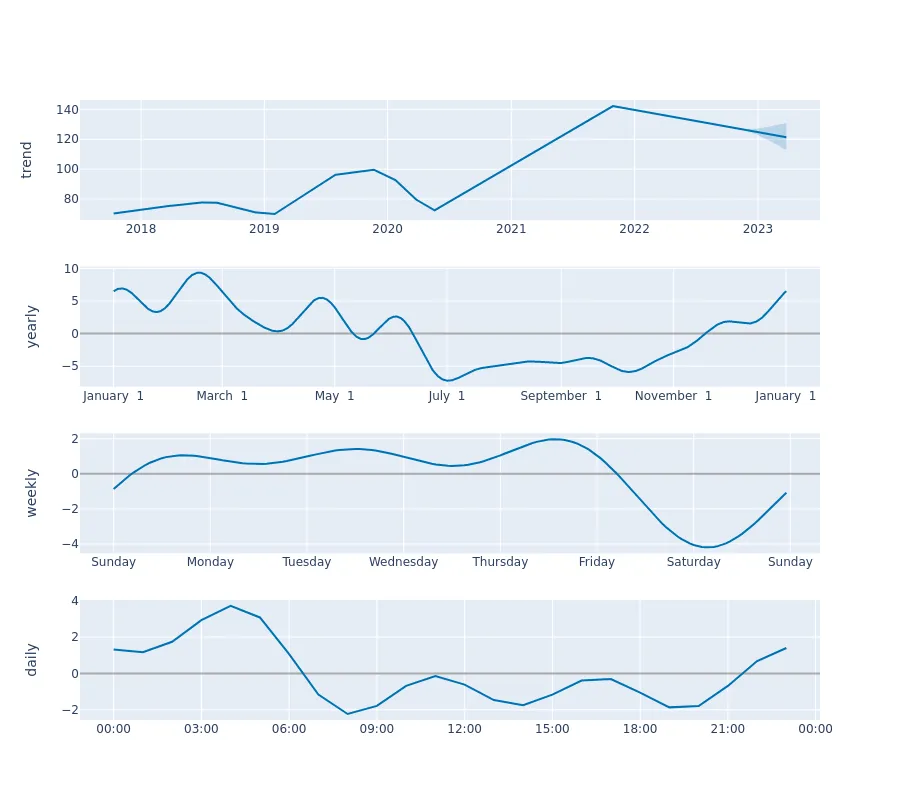 trend
140
120
100
80
2018 2019 2020 2021 2022 2023
yearly
10
5
0
−5
January 1 March 1 May 1 July 1 September 1 November 1 January 1
weekly
2
0
−2
−4
Sunday Monday Tuesday Wednesday Thursday Friday Saturday Sunday
daily
4
2
0
−2
00:00 03:00 06:00 09:00 12:00 15:00 18:00 21:00 00:00